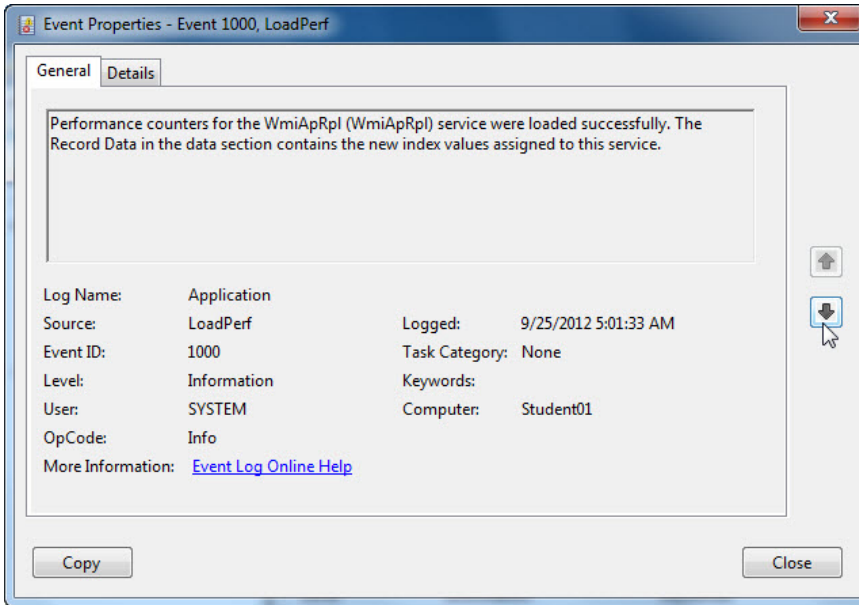 Event Properties - Event 1000, LoadPerf
General Details
Performance counters for the WmiApRpl (WmiApRpl) service were loaded successfully. The
Record Data in the data section contains the new index values assigned to this service.
Log Name: Application
Source: LoadPerf Logged: 9/25/2012 5:01:33 AM
Event ID: 1000 Task Category: None
Level: Information Keywords:
User: SYSTEM Computer: Student01
OpCode: Info
More Information: Event Log Online Help
Copy Close